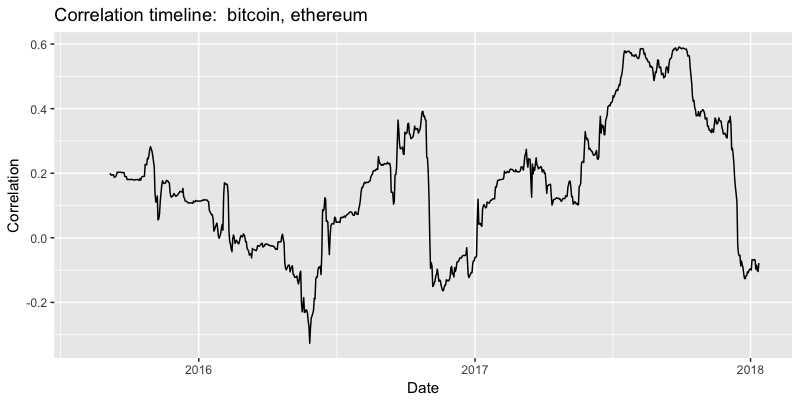 Correlation timeline:  bitcoin, ethereum
0.6
0.4
0.2
0.0
-0.2
Correlation
2016 2017 2018
Date